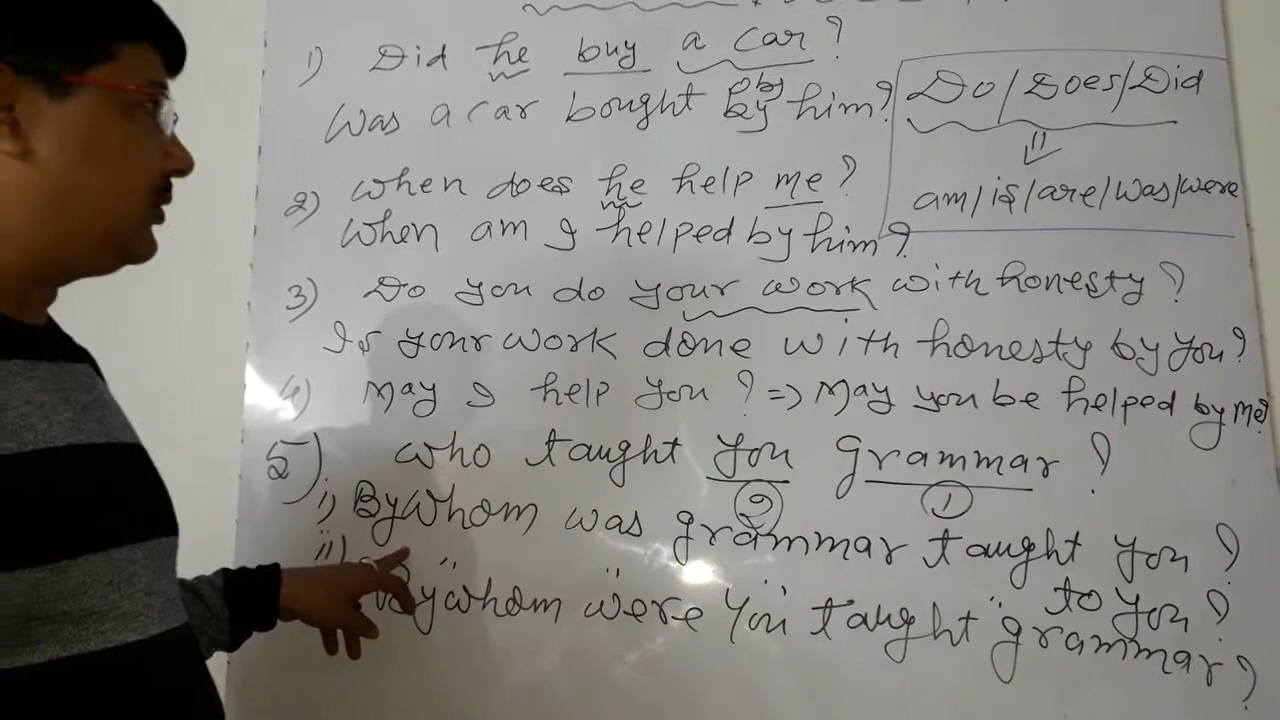 1) Did he buy a car?
obj
Was a car bought by him?
Do/Does/Did
am/is/are/was/were
2) When does he help me?
When am I helped by him?
3) Do you do your work with honesty?
Is your work done with honesty by you?
4) May I help you? => May you be helped by me?
5) Who taught you grammar?
2 1
i) By whom was grammar taught you?
ii) " " " " " to you?
By whom were you taught grammar?